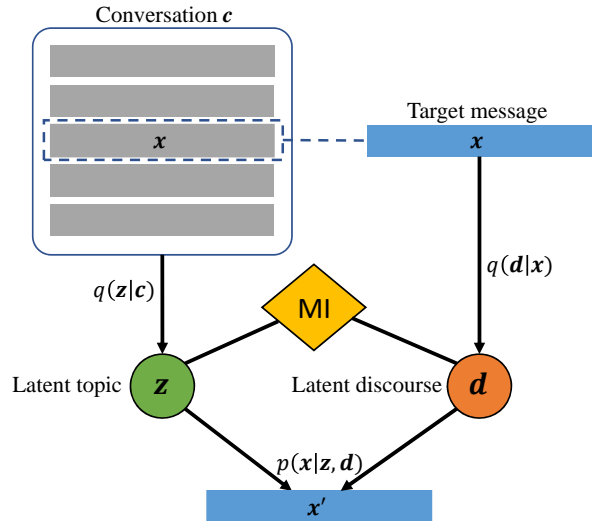 Conversation c
x
Target message
x
q(z|c)
q(d|x)
MI
Latent topic
z
Latent discourse
d
p(x|z, d)
x′